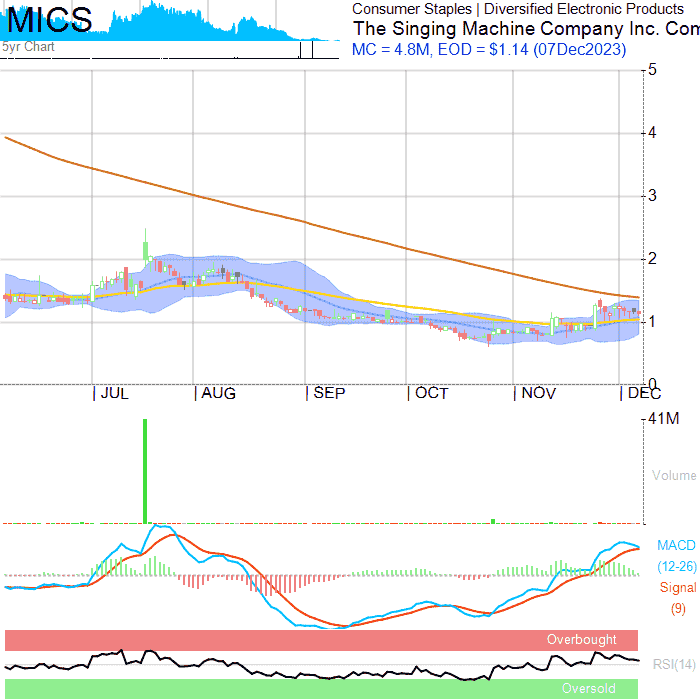 MICS
5yr Chart
Consumer Staples | Diversified Electronic Products
The Singing Machine Company Inc. Com
MC = 4.8M, EOD = $1.14 (07Dec2023)
5
4
3
2
1
0
JUL AUG SEP OCT NOV DEC
41M
Volume
MACD
(12-26)
Signal
(9)
Overbought
RSI(14)
Oversold